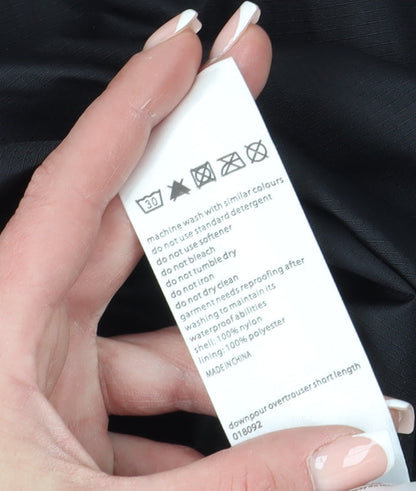 30
machine wash with similar colours
do not use standard detergent
do not use softener
do not bleach
do not tumble dry
do not iron
do not dry clean
garment needs reproofing after
washing to maintain its
waterproof abilities
shell: 100% nylon
lining: 100% polyester
MADE IN CHINA
downpour overtrouser short length
018092